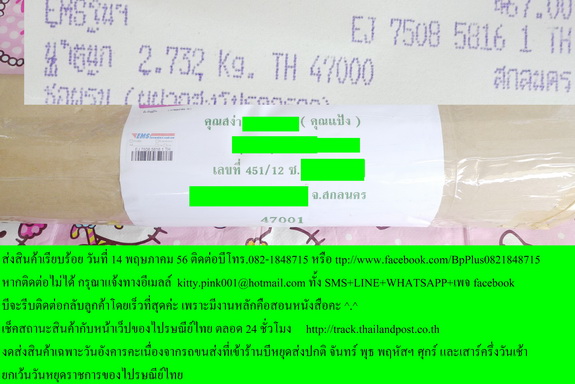 EMSในฯ ฿67.00
EJ 7508 5816 1 TH
น้ำหนัก 2.732 Kg. TH 47000
สกลนคร
EMS
คุณสง่า ( คุณแป้ง )
เลขที่ 451/12 ซ.
จ.สกลนคร
47001
ส่งสินค้าเรียบร้อย วันที่ 14 พฤษภาคม 56 ติดต่อบีโทร.082-1848715 หรือ ttp://www.facebook.com/BpPlus0821848715
หากติดต่อไม่ได้ กรุณาแจ้งทางอีเมลล์ kitty.pink001@hotmail.com ทั้ง SMS+LINE+WHATSAPP+เพจ facebook
บีจะรีบติดต่อกลับลูกค้าโดยเร็วที่สุดค่ะ เพราะมีงานหลักคือสอนหนังสือคะ ^.^
เช็คสถานะสินค้ากับหน้าเว็ปของไปรษณีย์ไทย ตลอด 24 ชั่วโมง http://track.thailandpost.co.th
งดส่งสินค้าเฉพาะวันอังคารคะเนื่องจากรถขนส่งที่เข้าร้านบีหยุดส่งปกติ จันทร์ พุธ พฤหัสฯ ศุกร์ และเสาร์ครึ่งวันเช้า
ยกเว้นวันหยุดราชการของไปรษณีย์ไทย